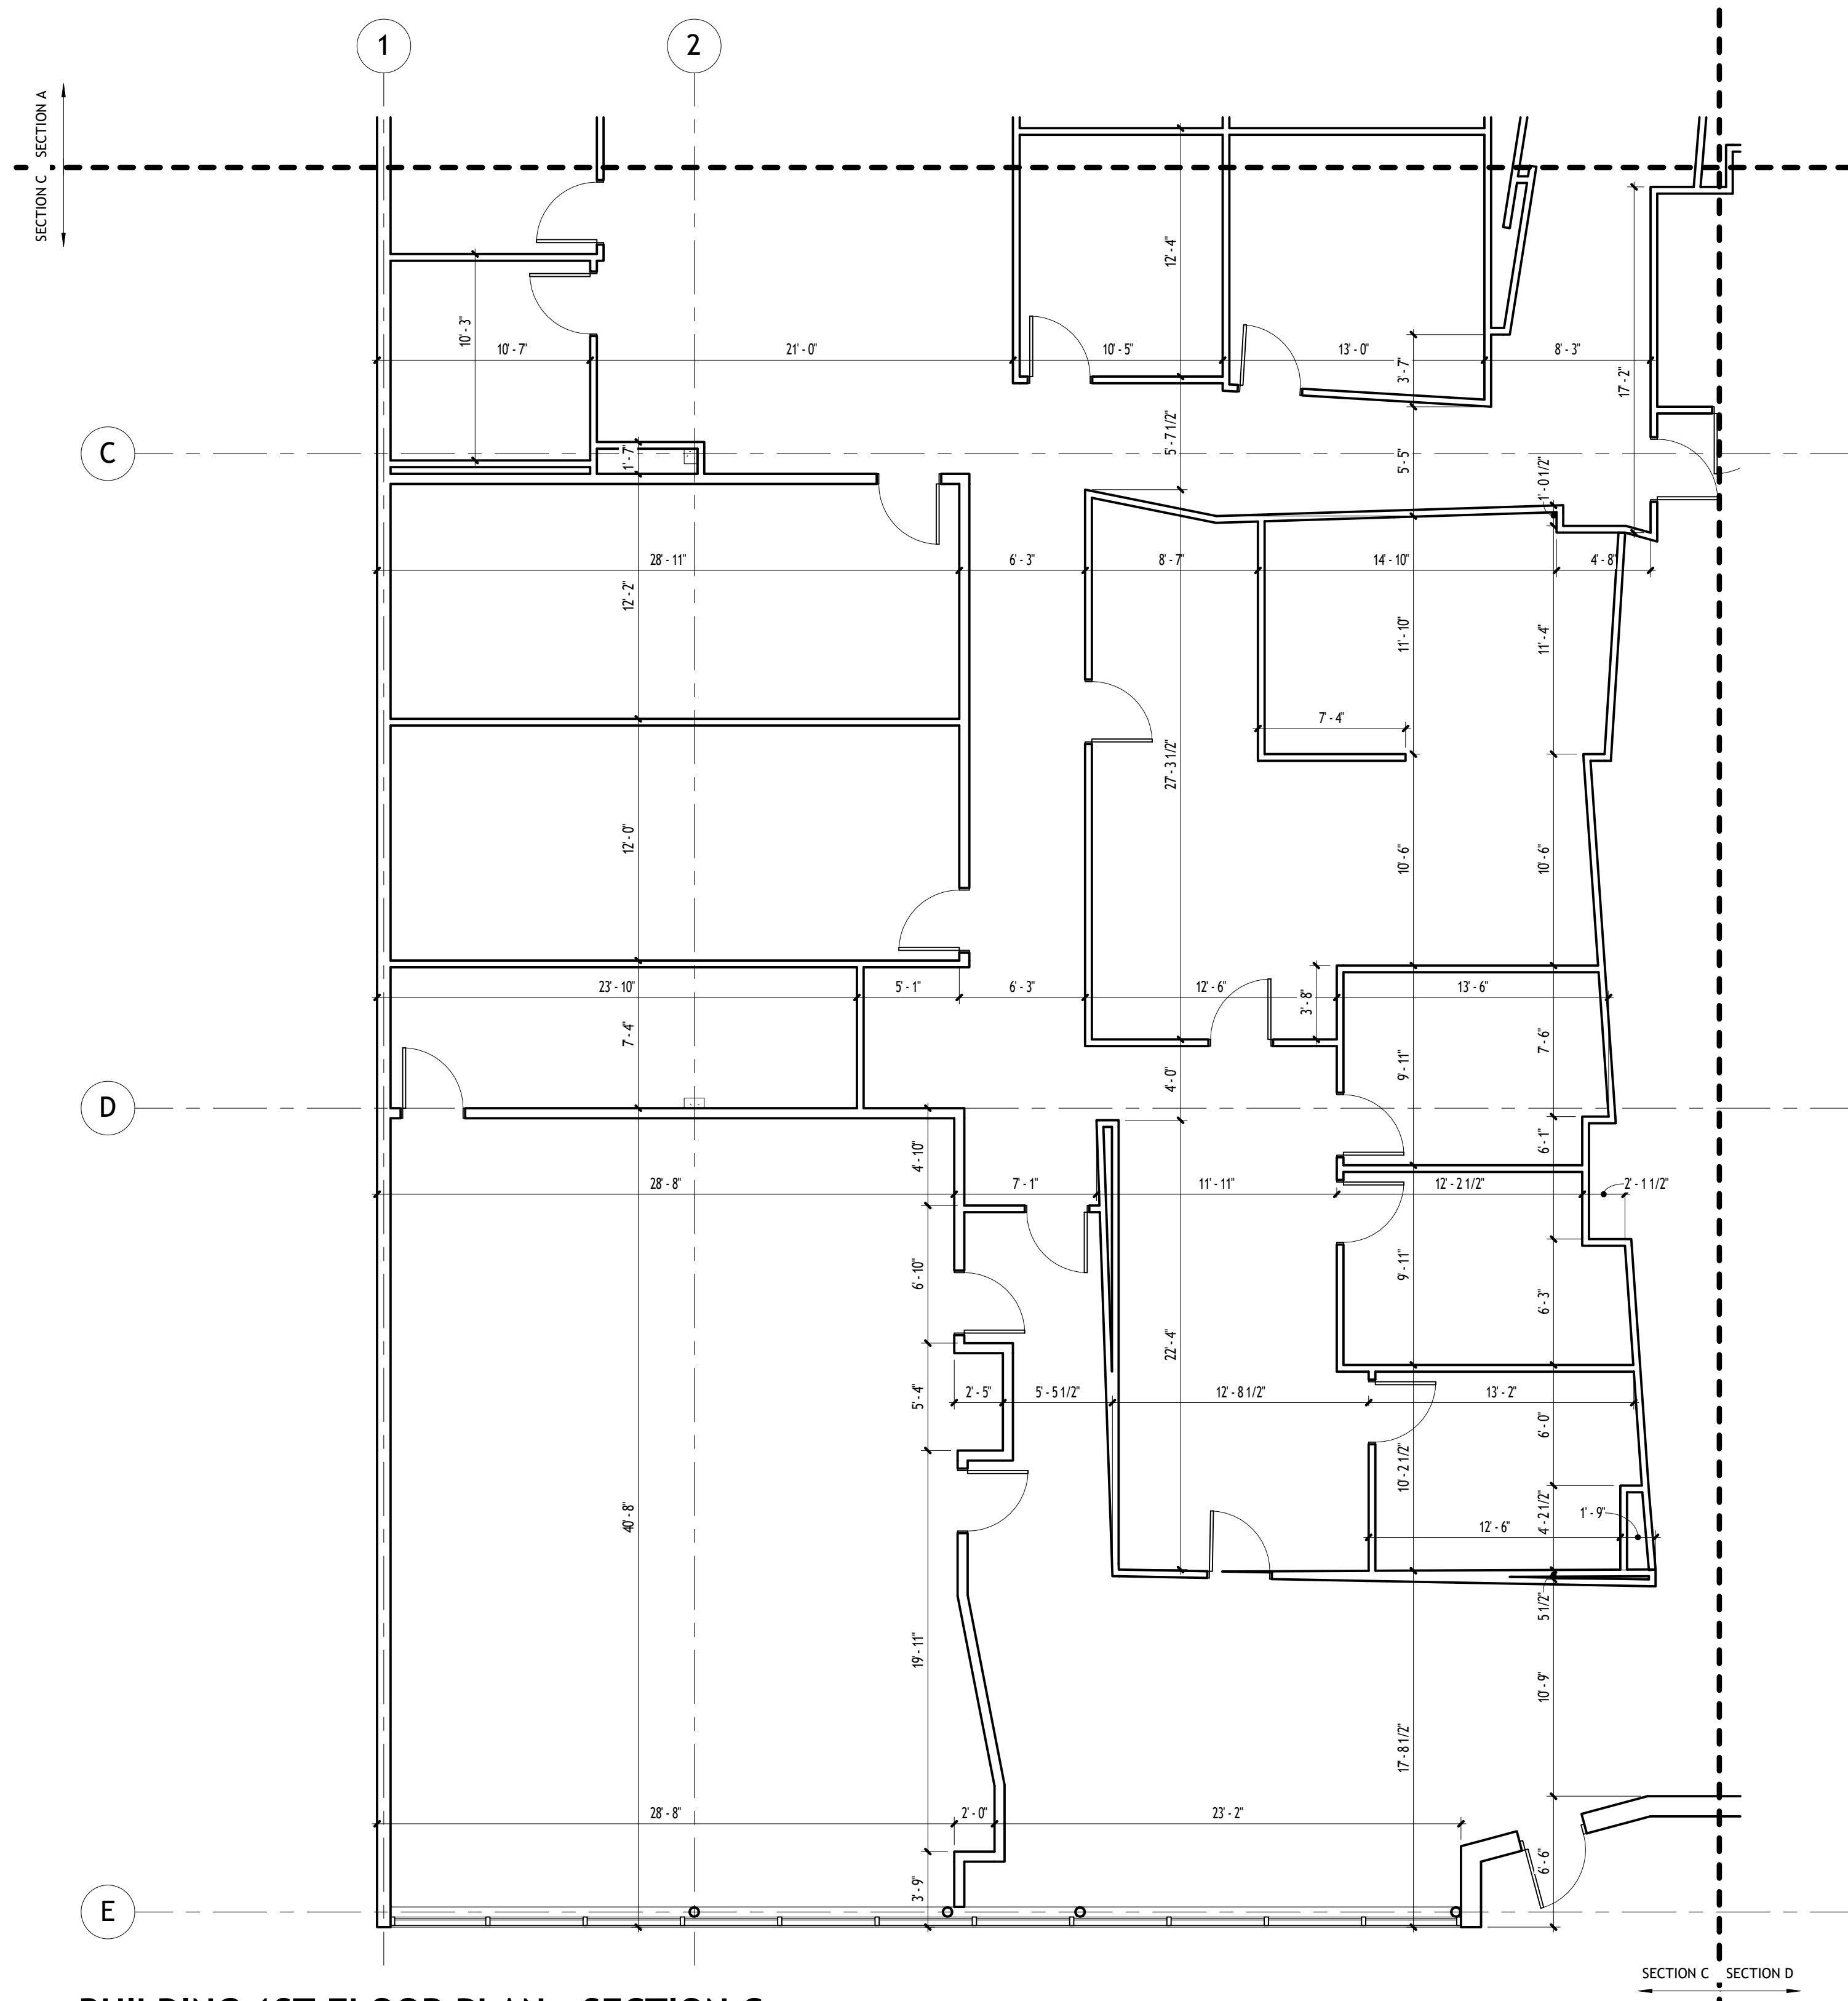 1
2
SECTION C SECTION A
12' - 4"
10' - 3"
10' - 7"
21' - 0"
10' - 5"
13' - 0"
8' - 3"
3' - 7"
17' - 2"
C
1' - 7"
5' - 7 1/2"
5' - 5"
1' - 0 1/2"
28' - 11"
6' - 3"
8' - 7"
14' - 10"
4' - 8"
12' - 2"
11' - 10"
11' - 4"
7' - 4"
27' - 3 1/2"
12' - 0"
10' - 6"
10' - 6"
23' - 10"
5' - 1"
6' - 3"
12' - 6"
3' - 8"
13' - 6"
7' - 4"
9' - 11"
7' - 6"
4' - 0"
D
4' - 10"
6' - 1"
28' - 8"
7' - 1"
11' - 11"
12' - 2 1/2"
2' - 1 1/2"
6' - 10"
9' - 11"
6' - 3"
22' - 4"
5' - 4"
2' - 5"
5' - 5 1/2"
12' - 8 1/2"
13' - 2"
6' - 0"
10' - 2 1/2"
40' - 8"
12' - 6"
4' - 2 1/2"
1' - 9"
5 1/2"
19' - 11"
10' - 9"
17' - 8 1/2"
28' - 8"
2' - 0"
23' - 2"
6' - 6"
3' - 9"
E
SECTION C SECTION D
BUILDING 1ST FLOOR PLAN - SECTION C